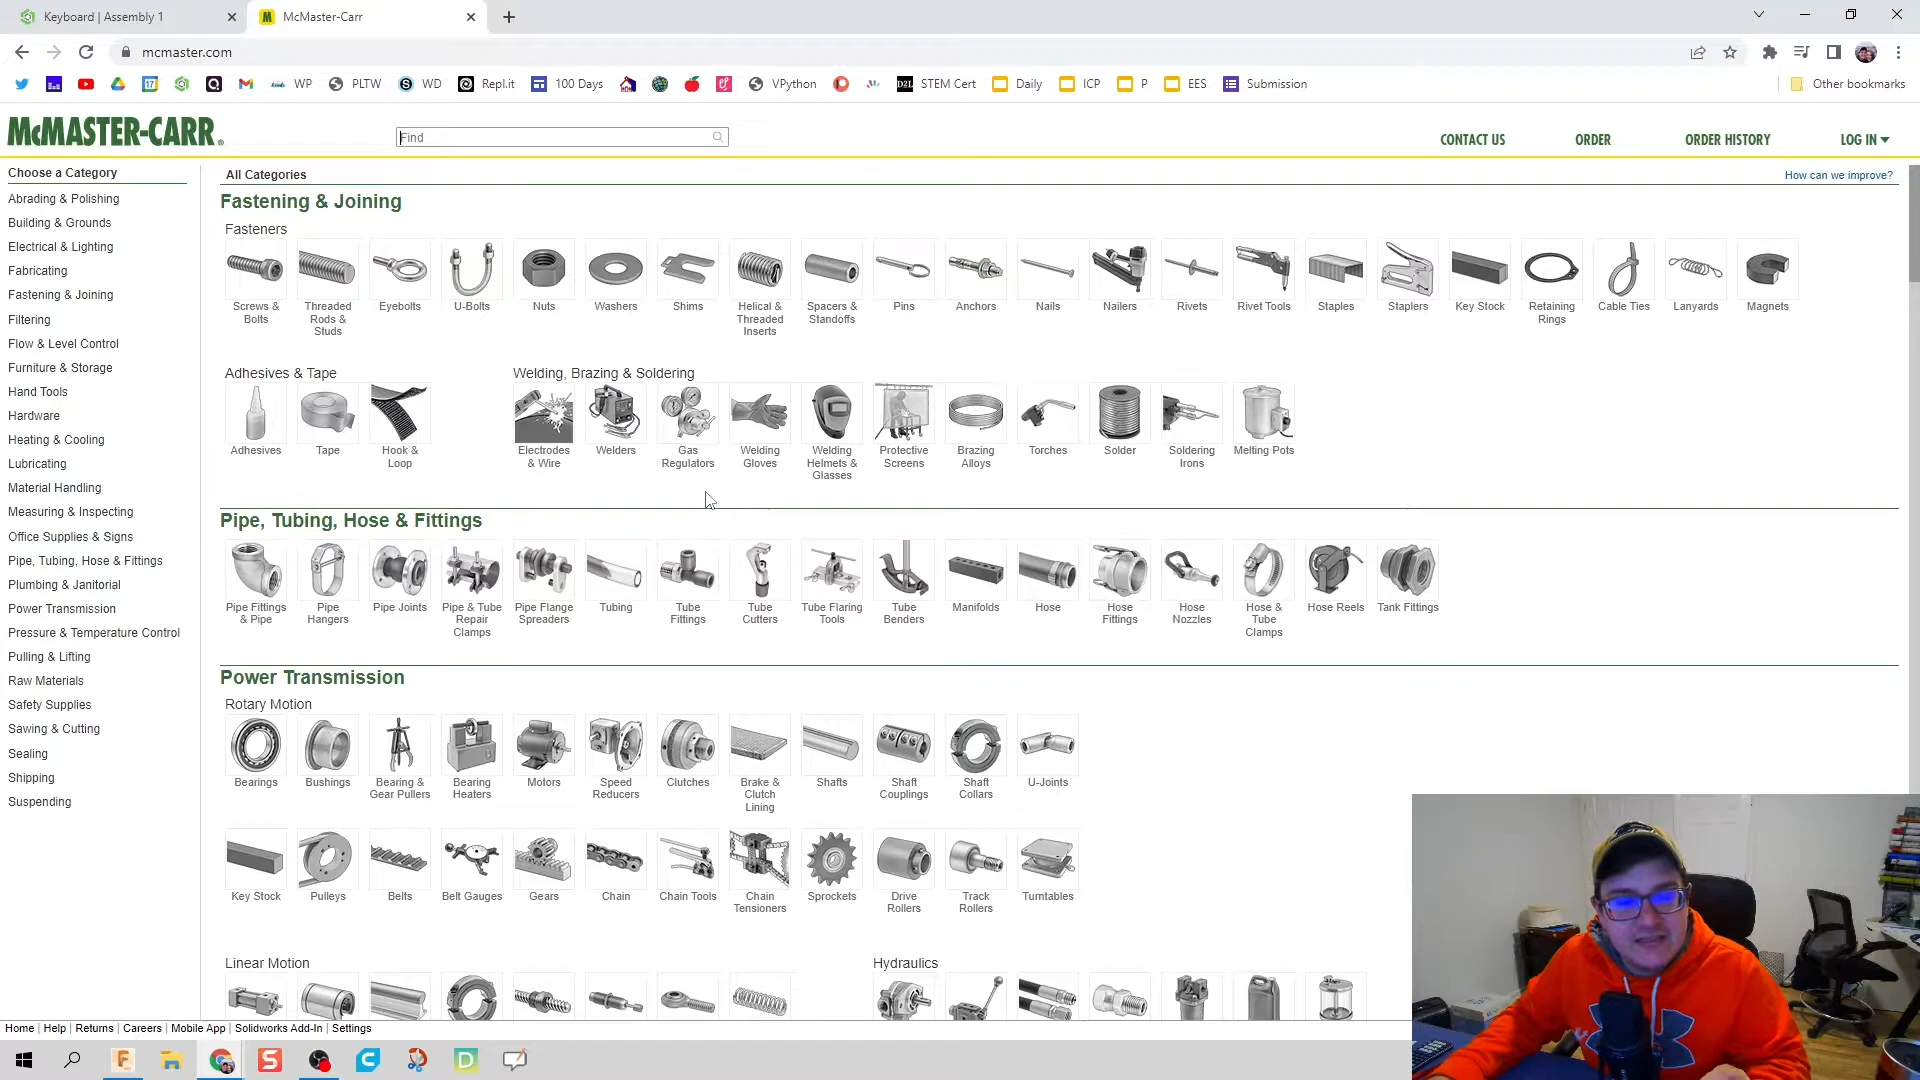 Keyboard | Assembly 1
McMaster-Carr
mcmaster.com
WP
PLTW
WD
Repl.it
100 Days
VPython
STEM Cert
Daily
ICP
P
EES
Submission
Other bookmarks
McMASTER-CARR®
Find
CONTACT US
ORDER
ORDER HISTORY
LOG IN
Choose a Category
Abrading & Polishing
Building & Grounds
Electrical & Lighting
Fabricating
Fastening & Joining
Filtering
Flow & Level Control
Furniture & Storage
Hand Tools
Hardware
Heating & Cooling
Lubricating
Material Handling
Measuring & Inspecting
Office Supplies & Signs
Pipe, Tubing, Hose & Fittings
Plumbing & Janitorial
Power Transmission
Pressure & Temperature Control
Pulling & Lifting
Raw Materials
Safety Supplies
Sawing & Cutting
Sealing
Shipping
Suspending
All Categories
How can we improve?
Fastening & Joining
Fasteners
Screws &
Bolts
Threaded
Rods &
Studs
Eyebolts
U-Bolts
Nuts
Washers
Shims
Helical &
Threaded
Inserts
Spacers &
Standoffs
Pins
Anchors
Nails
Nailers
Rivets
Rivet Tools
Staples
Staplers
Key Stock
Retaining
Rings
Cable Ties
Lanyards
Magnets
Adhesives & Tape
Adhesives
Tape
Hook &
Loop
Welding, Brazing & Soldering
Electrodes
& Wire
Welders
Gas
Regulators
Welding
Gloves
Welding
Helmets &
Glasses
Protective
Screens
Brazing
Alloys
Torches
Solder
Soldering
Irons
Melting Pots
Pipe, Tubing, Hose & Fittings
Pipe Fittings
& Pipe
Pipe
Hangers
Pipe Joints
Pipe & Tube
Repair
Clamps
Pipe Flange
Spreaders
Tubing
Tube
Fittings
Tube
Cutters
Tube Flaring
Tools
Tube
Benders
Manifolds
Hose
Hose
Fittings
Hose
Nozzles
Hose &
Tube
Clamps
Hose Reels
Tank Fittings
Power Transmission
Rotary Motion
Bearings
Bushings
Bearing &
Gear Pullers
Bearing
Heaters
Motors
Speed
Reducers
Clutches
Brake &
Clutch
Lining
Shafts
Shaft
Couplings
Shaft
Collars
U-Joints
Key Stock
Pulleys
Belts
Belt Gauges
Gears
Chain
Chain Tools
Chain
Tensioners
Sprockets
Drive
Rollers
Track
Rollers
Turntables
Linear Motion
Hydraulics
Home | Help | Returns | Careers | Mobile App | Solidworks Add-In | Settings